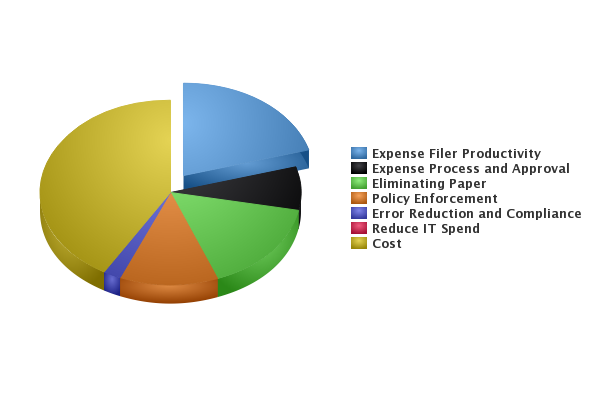 Expense Filer Productivity
Expense Process and Approval
Eliminating Paper
Policy Enforcement
Error Reduction and Compliance
Reduce IT Spend
Cost